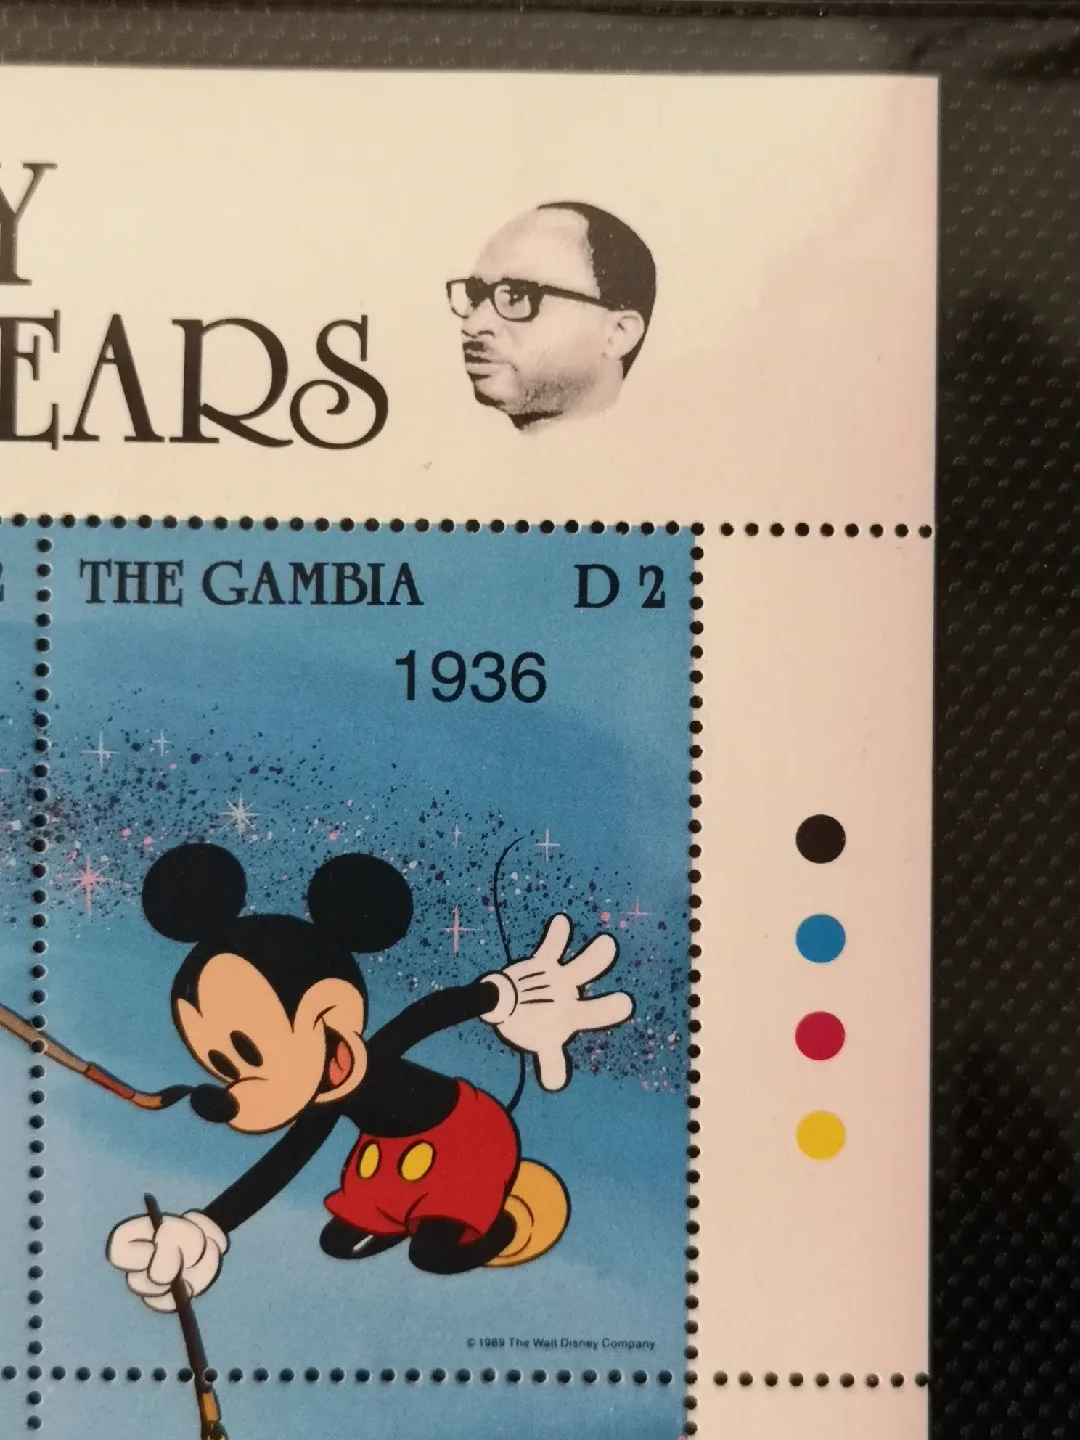 Y
EARS
THE GAMBIA D 2
1936
© 1989 The Walt Disney Company